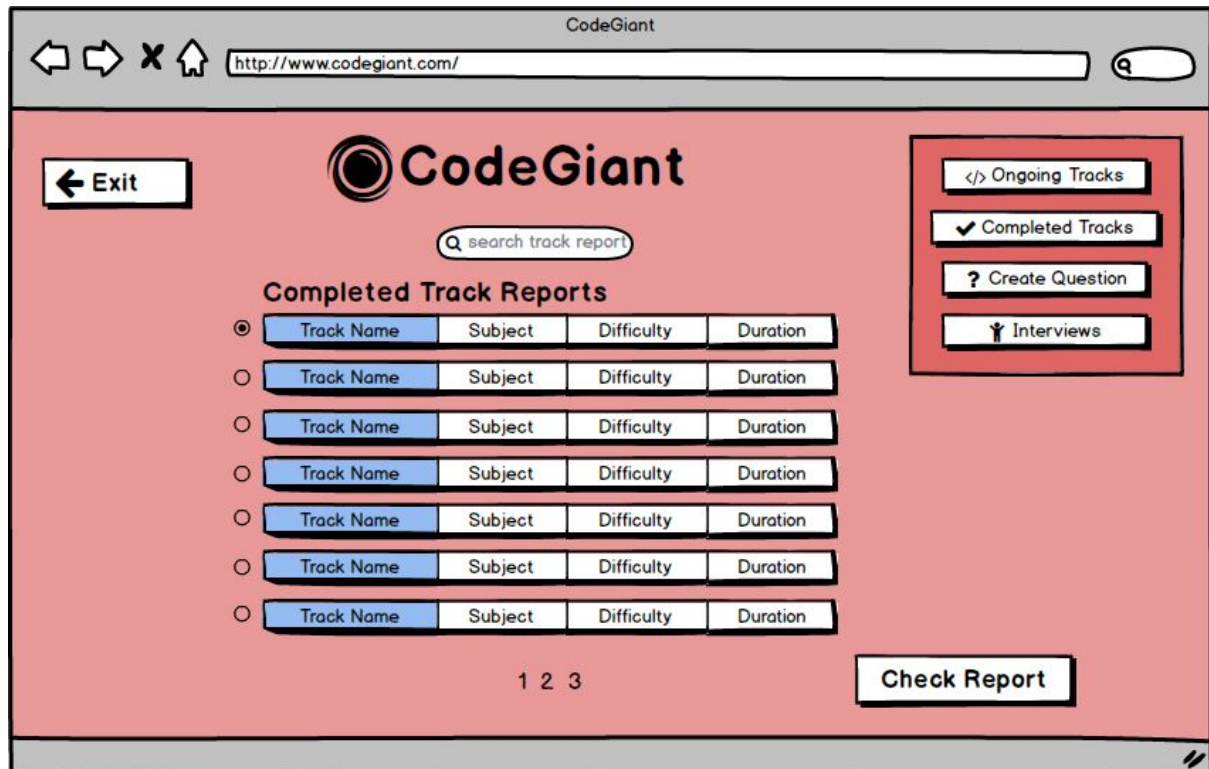 CodeGiant
http://www.codegiant.com/
Exit
CodeGiant
</> Ongoing Tracks
Completed Tracks
? Create Question
Interviews
search track report
Completed Track Reports
Track Name Subject Difficulty Duration
Track Name Subject Difficulty Duration
Track Name Subject Difficulty Duration
Track Name Subject Difficulty Duration
Track Name Subject Difficulty Duration
Track Name Subject Difficulty Duration
Track Name Subject Difficulty Duration
1 2 3
Check Report